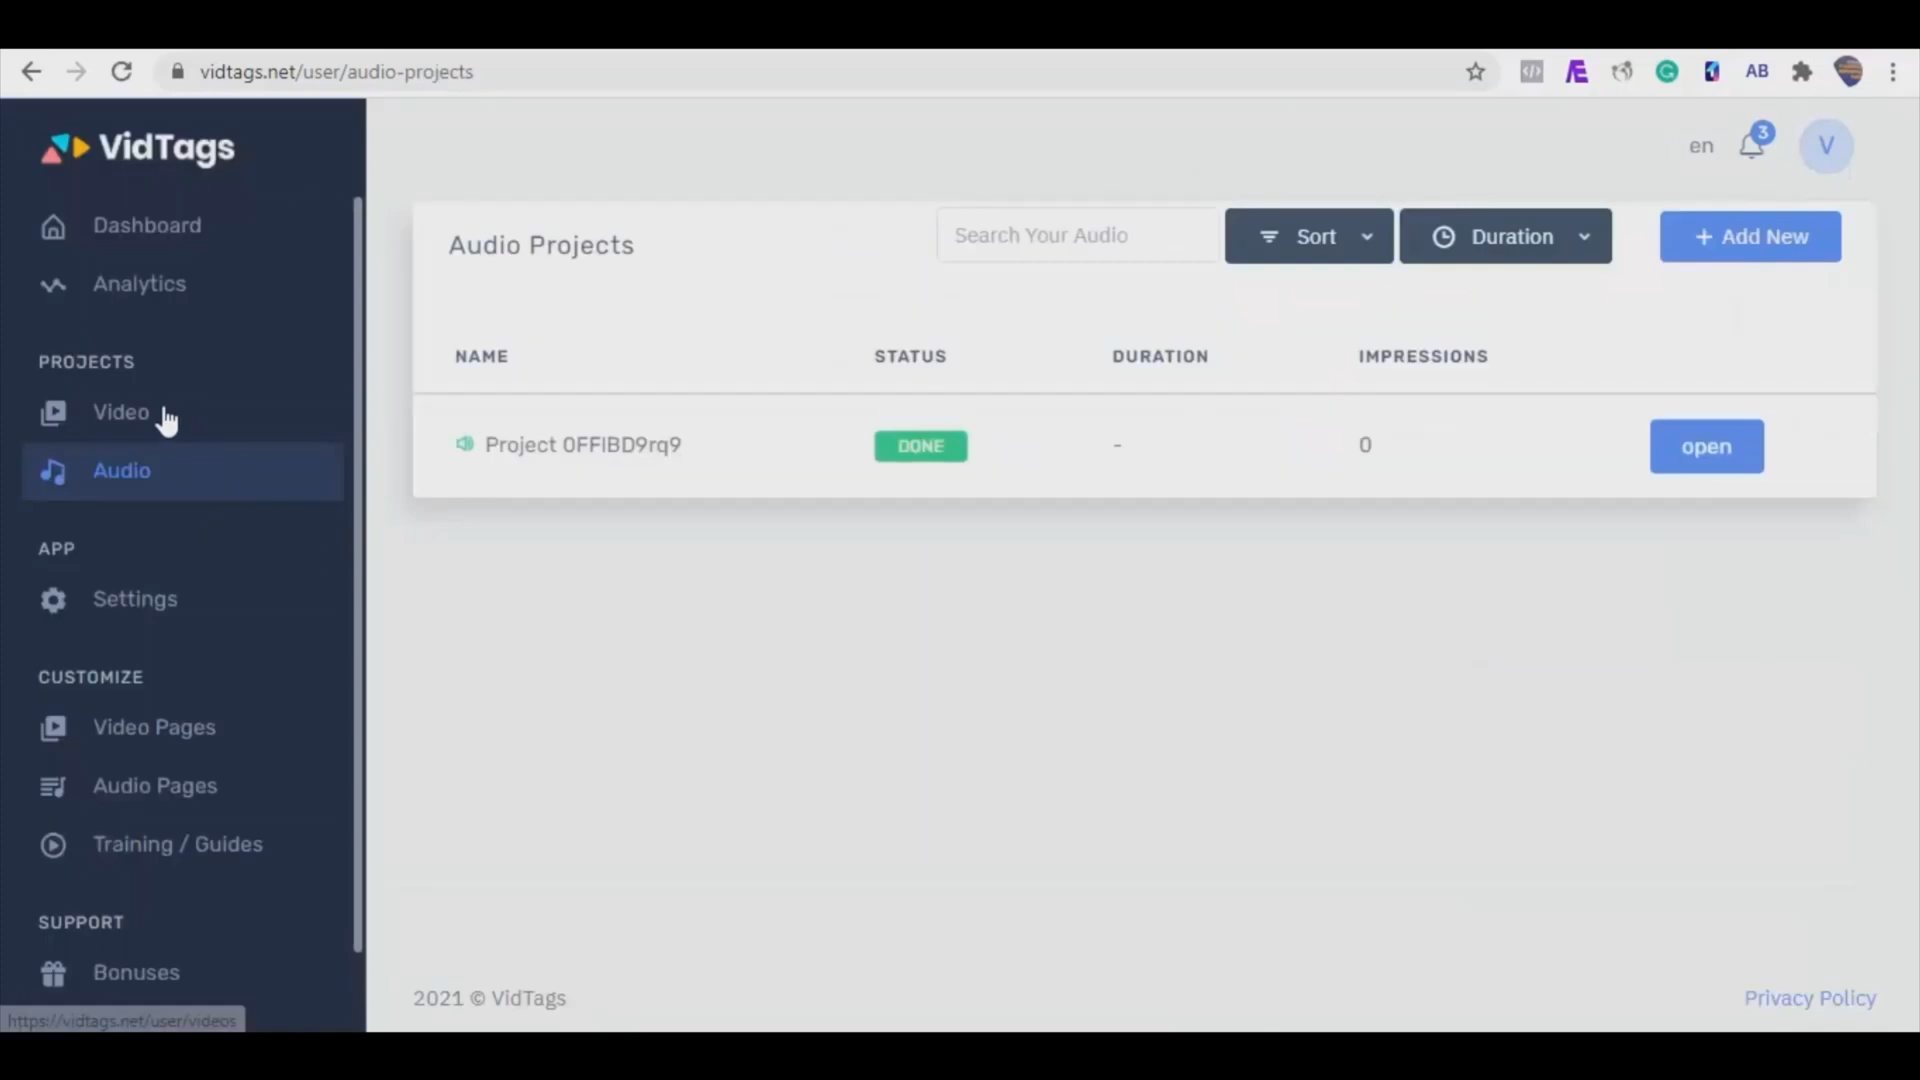 vidtags.net/user/audio-projects
AB
VidTags
en
3
V
Dashboard
Analytics
PROJECTS
Video
Audio
APP
Settings
CUSTOMIZE
Video Pages
Audio Pages
Training / Guides
SUPPORT
Bonuses
https://vidtags.net/user/videos
Audio Projects
Search Your Audio
Sort
Duration
+ Add New
NAME STATUS DURATION IMPRESSIONS
Project 0FFIBD9rq9 DONE - 0 open
2021 © VidTags
Privacy Policy